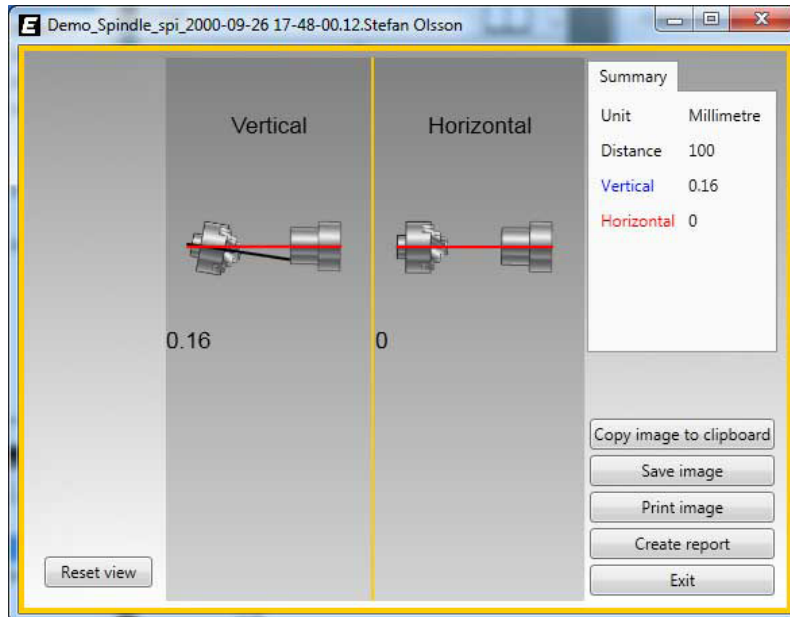 E Demo_Spindle_spi_2000-09-26 17-48-00.12.Stefan Olsson
Vertical
Horizontal
0.16
0
Summary
Unit Millimetre
Distance 100
Vertical 0.16
Horizontal 0
Copy image to clipboard
Save image
Print image
Create report
Exit
Reset view